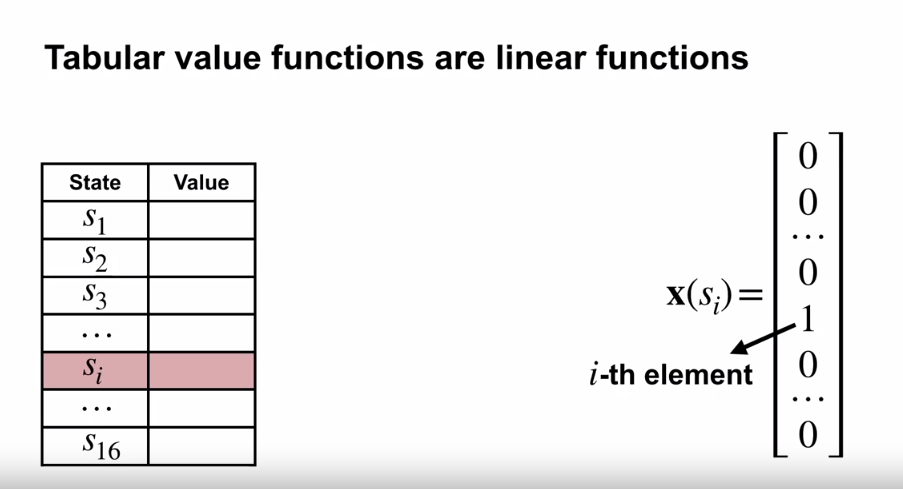 Tabular value functions are linear functions
State Value
s₁
s₂
s₃
...
sᵢ
...
s₁₆
x(sᵢ)=
0
0
...
0
1
0
...
0
i-th element